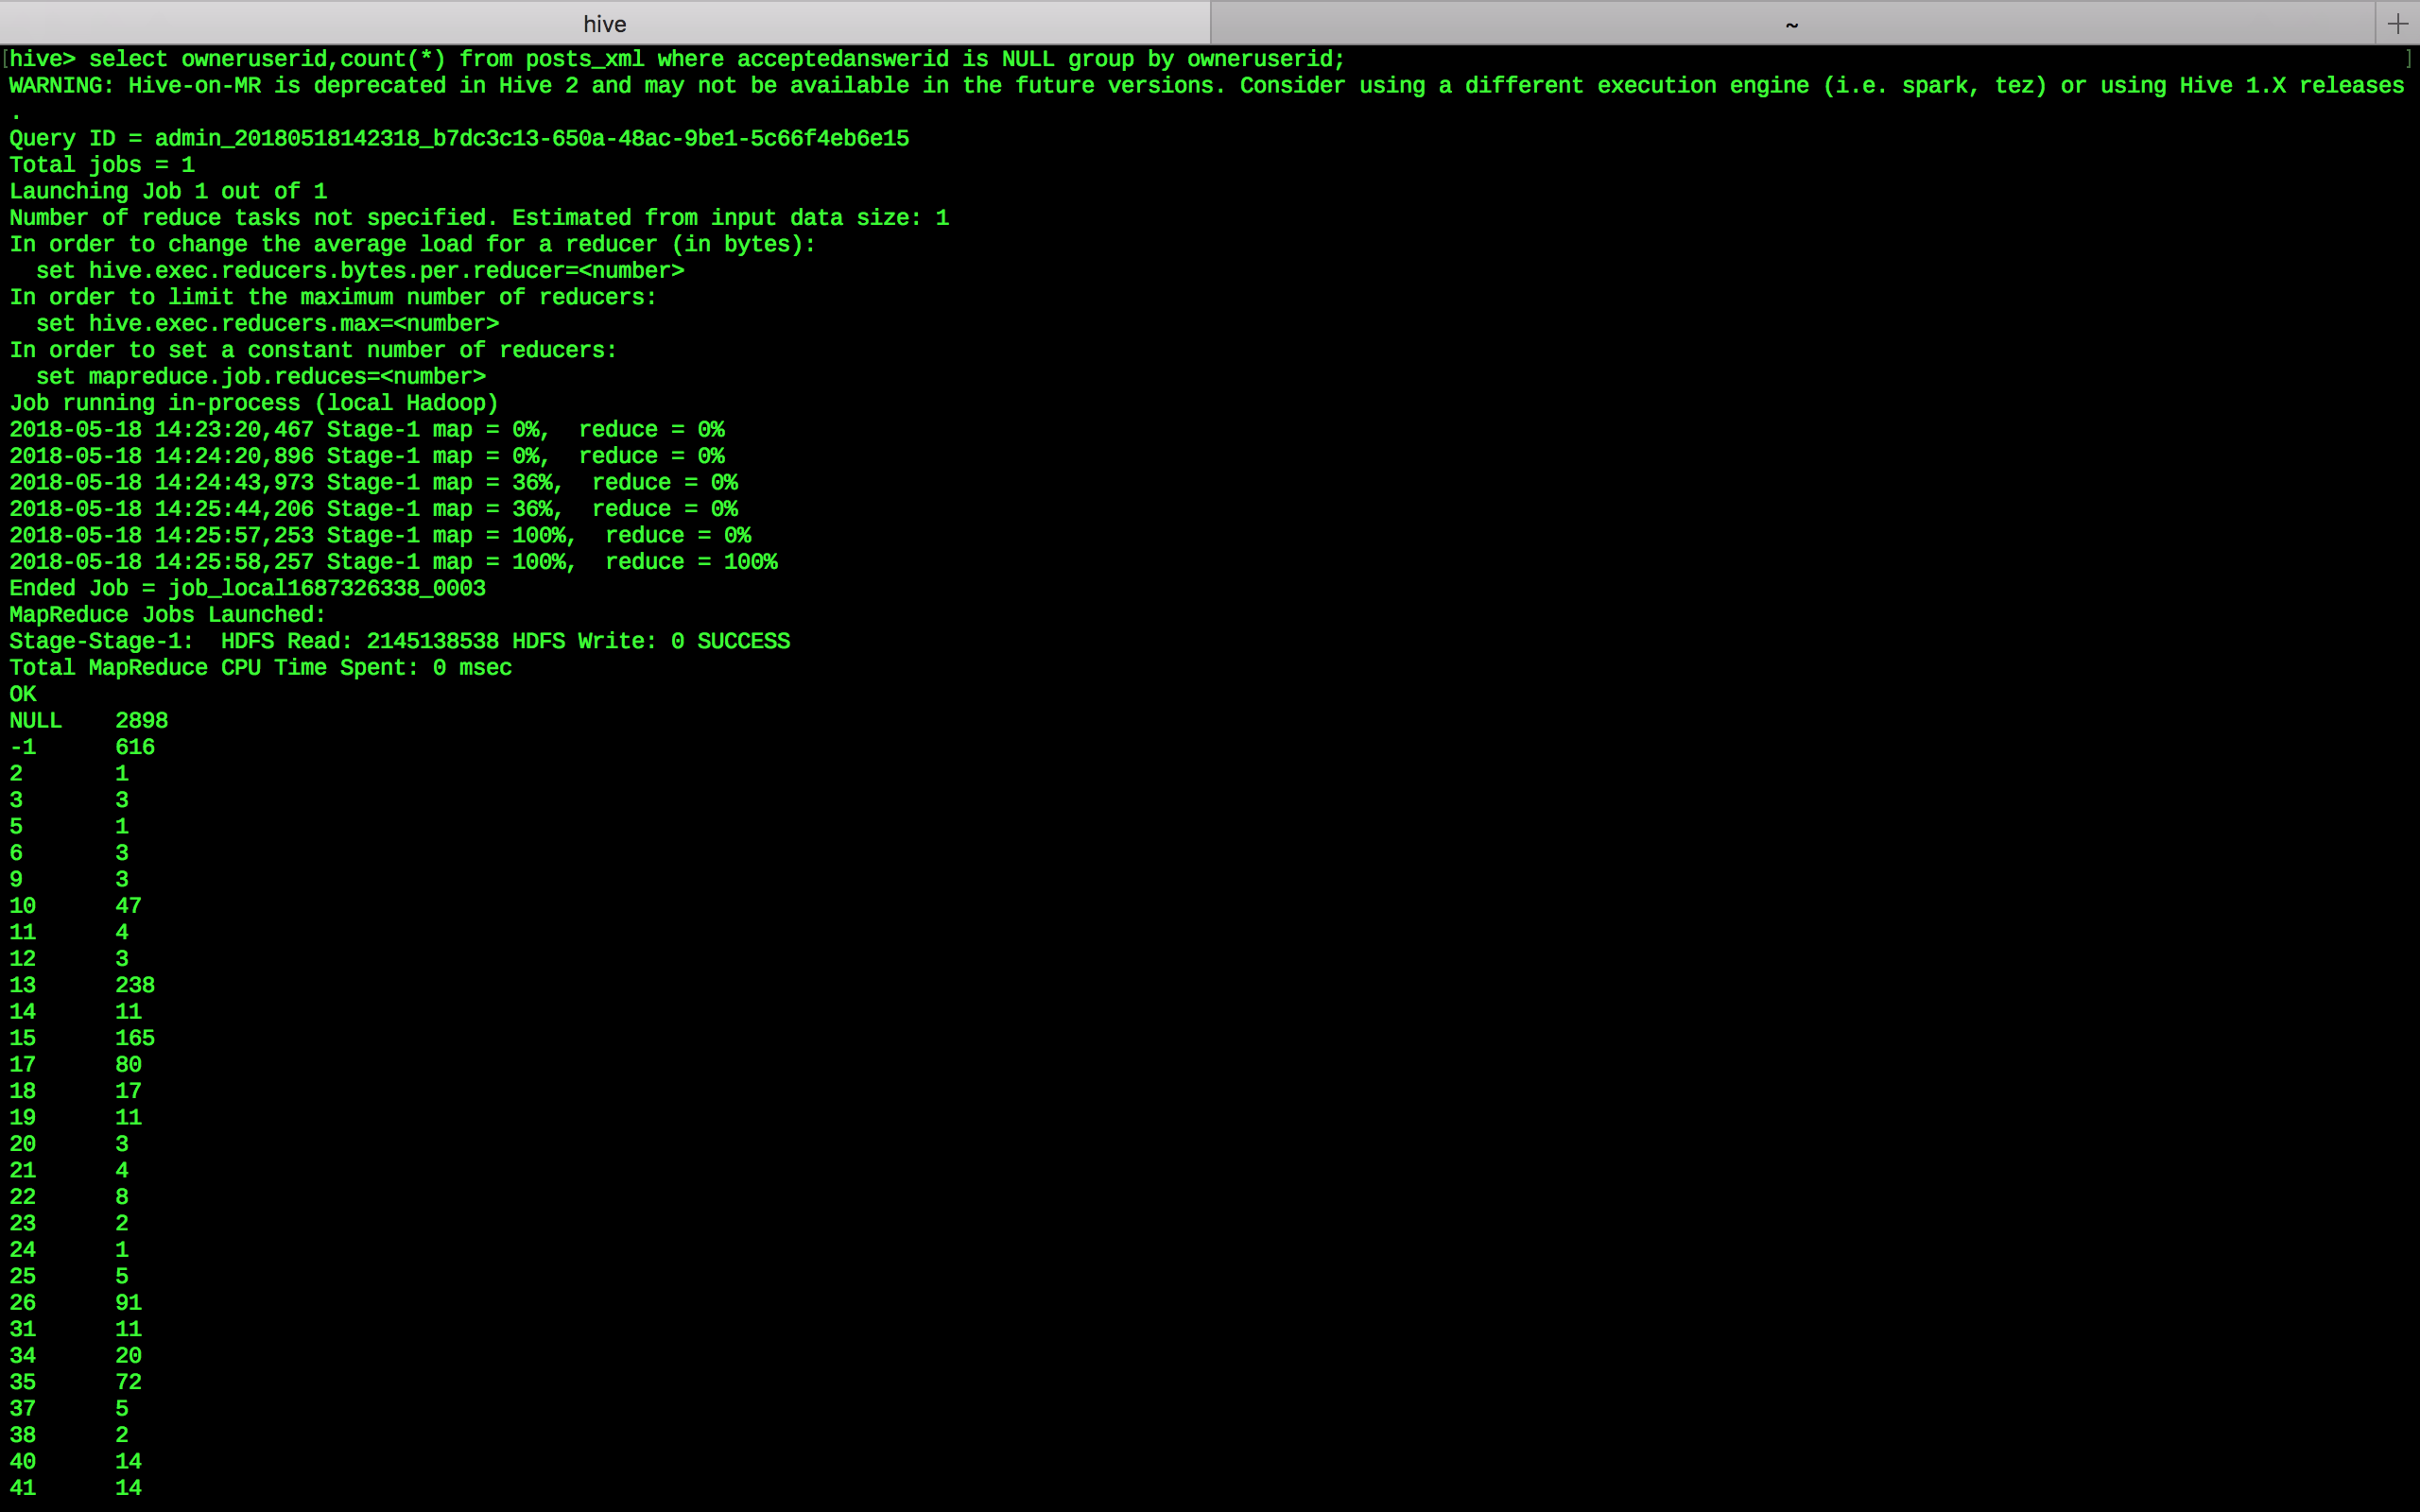 hive
~
hive> select owneruserid,count(*) from posts_xml where acceptedanswerid is NULL group by owneruserid;
WARNING: Hive-on-MR is deprecated in Hive 2 and may not be available in the future versions. Consider using a different execution engine (i.e. spark, tez) or using Hive 1.X releases
.
Query ID = admin_20180518142318_b7dc3c13-650a-48ac-9be1-5c66f4eb6e15
Total jobs = 1
Launching Job 1 out of 1
Number of reduce tasks not specified. Estimated from input data size: 1
In order to change the average load for a reducer (in bytes):
  set hive.exec.reducers.bytes.per.reducer=<number>
In order to limit the maximum number of reducers:
  set hive.exec.reducers.max=<number>
In order to set a constant number of reducers:
  set mapreduce.job.reduces=<number>
Job running in-process (local Hadoop)
2018-05-18 14:23:20,467 Stage-1 map = 0%,  reduce = 0%
2018-05-18 14:24:20,896 Stage-1 map = 0%,  reduce = 0%
2018-05-18 14:24:43,973 Stage-1 map = 36%,  reduce = 0%
2018-05-18 14:25:44,206 Stage-1 map = 36%,  reduce = 0%
2018-05-18 14:25:57,253 Stage-1 map = 100%,  reduce = 0%
2018-05-18 14:25:58,257 Stage-1 map = 100%,  reduce = 100%
Ended Job = job_local1687326338_0003
MapReduce Jobs Launched:
Stage-Stage-1:  HDFS Read: 2145138538 HDFS Write: 0 SUCCESS
Total MapReduce CPU Time Spent: 0 msec
OK
NULL    2898
-1      616
2       1
3       3
5       1
6       3
9       3
10      47
11      4
12      3
13      238
14      11
15      165
17      80
18      17
19      11
20      3
21      4
22      8
23      2
24      1
25      5
26      91
31      11
34      20
35      72
37      5
38      2
40      14
41      14